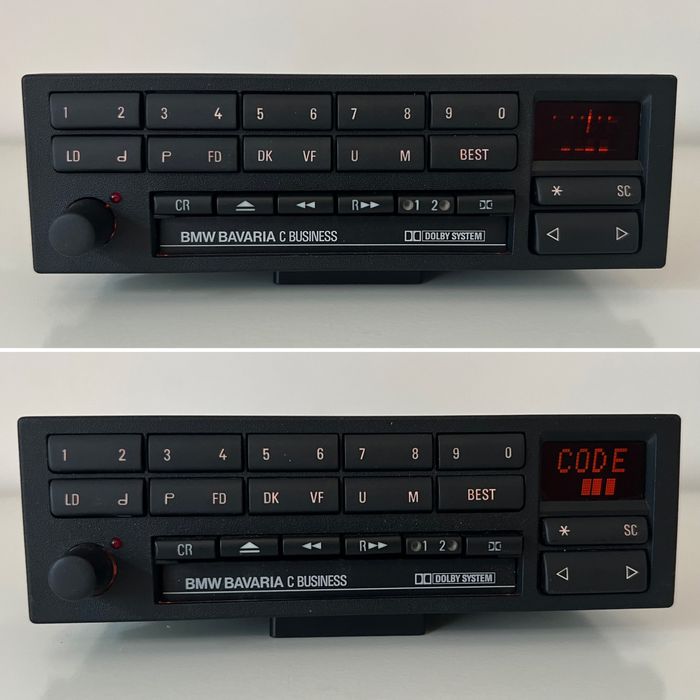 1 2 3 4 5 6 7 8 9 0
LD P FD DK VF U M BEST
* SC
CR R 1 2
BMW BAVARIA C BUSINESS DOLBY SYSTEM
1 2 3 4 5 6 7 8 9 0
CODE
LD P FD DK VF U M BEST
* SC
CR R 1 2
BMW BAVARIA C BUSINESS DOLBY SYSTEM